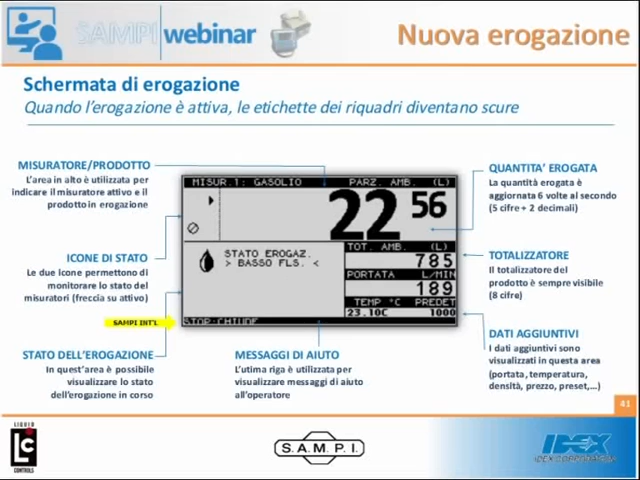 SAMPI webinar
Nuova erogazione
Schermata di erogazione
Quando l'erogazione è attiva, le etichette dei riquadri diventano scure
MISURATORE/PRODOTTO
L'area in alto è utilizzata per
indicare il misuratore attivo e il
prodotto in erogazione
ICONE DI STATO
Le due Icone permettono di
monitorare lo stato del
misuratori (freccia su attivo)
SAMPI INT'L
STATO DELL'EROGAZIONE
In quest'area è possibile
visualizzare lo stato
dell'erogazione in corso
MISUR.1: GASOLIO PARZ. AMB. (L)
22 56
STATO EROGAZ.
> BASSO FLS. <
TOT. AMB. (L)
785
PORTATA L/MIN
189
TEMP °C PREDET
23.10C 1000
STOP:CHIUDE
MESSAGGI DI AIUTO
L'utima riga è utilizzata per
visualizzare messagi di aiuto
all'operatore
QUANTITA' EROGATA
La quantità erogata è
aggiornata 6 volte al secondo
(5 cifre + 2 decimali)
TOTALIZZATORE
Il totalizzatore del
prodotto è sempre visibile
(8 cifre)
DATI AGGIUNTIVI
I dati aggiuntivi sono
visualizzati in questa area
(portata, temperatura,
densità, prezzo, preset,...)
41
LIQUID
LC
CONTROLS
S.A.M.P.I.
IDEX
IDEX CORPORATION